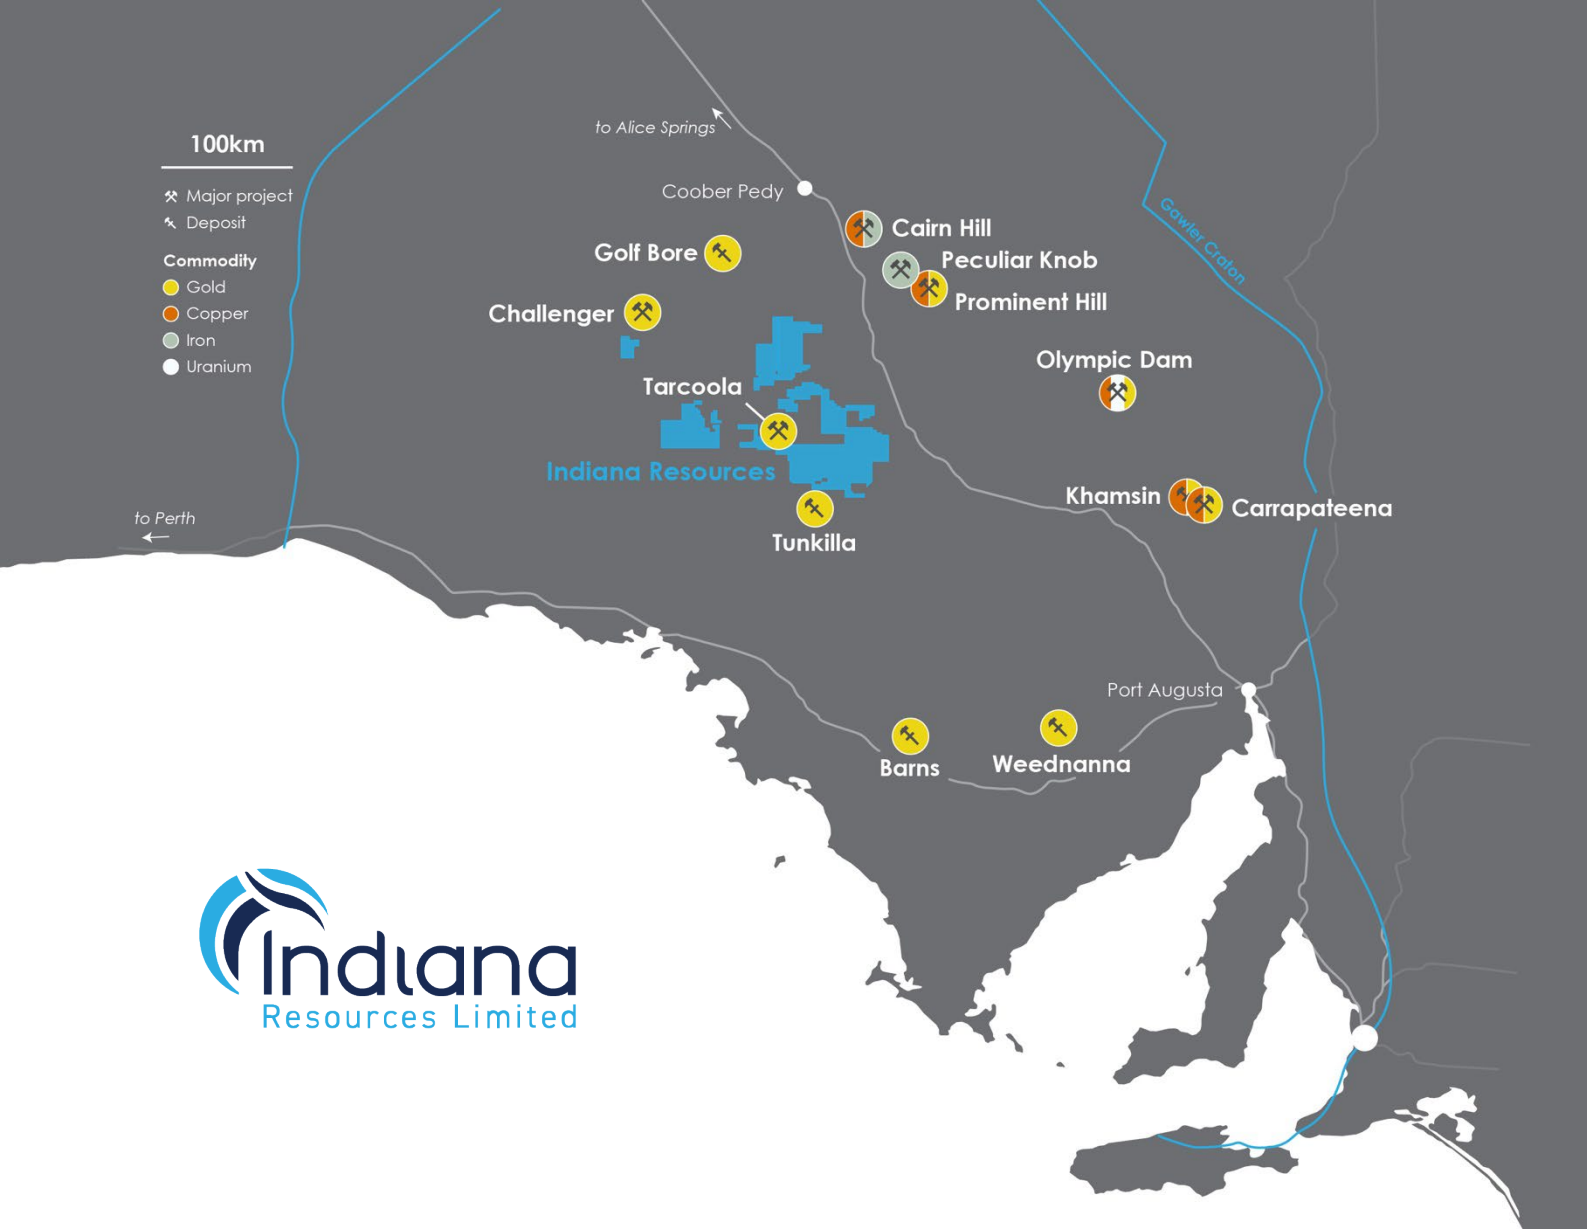 to Alice Springs
100km
Major project
Deposit
Commodity
Gold
Copper
Iron
Uranium
Coober Pedy
Gawler Craton
Cairn Hill
Golf Bore
Peculiar Knob
Prominent Hill
Challenger
Olympic Dam
Tarcoola
Indiana Resources
Khamsin
Carrapateena
to Perth
Tunkilla
Port Augusta
Barns
Weednanna
Indiana
Resources Limited